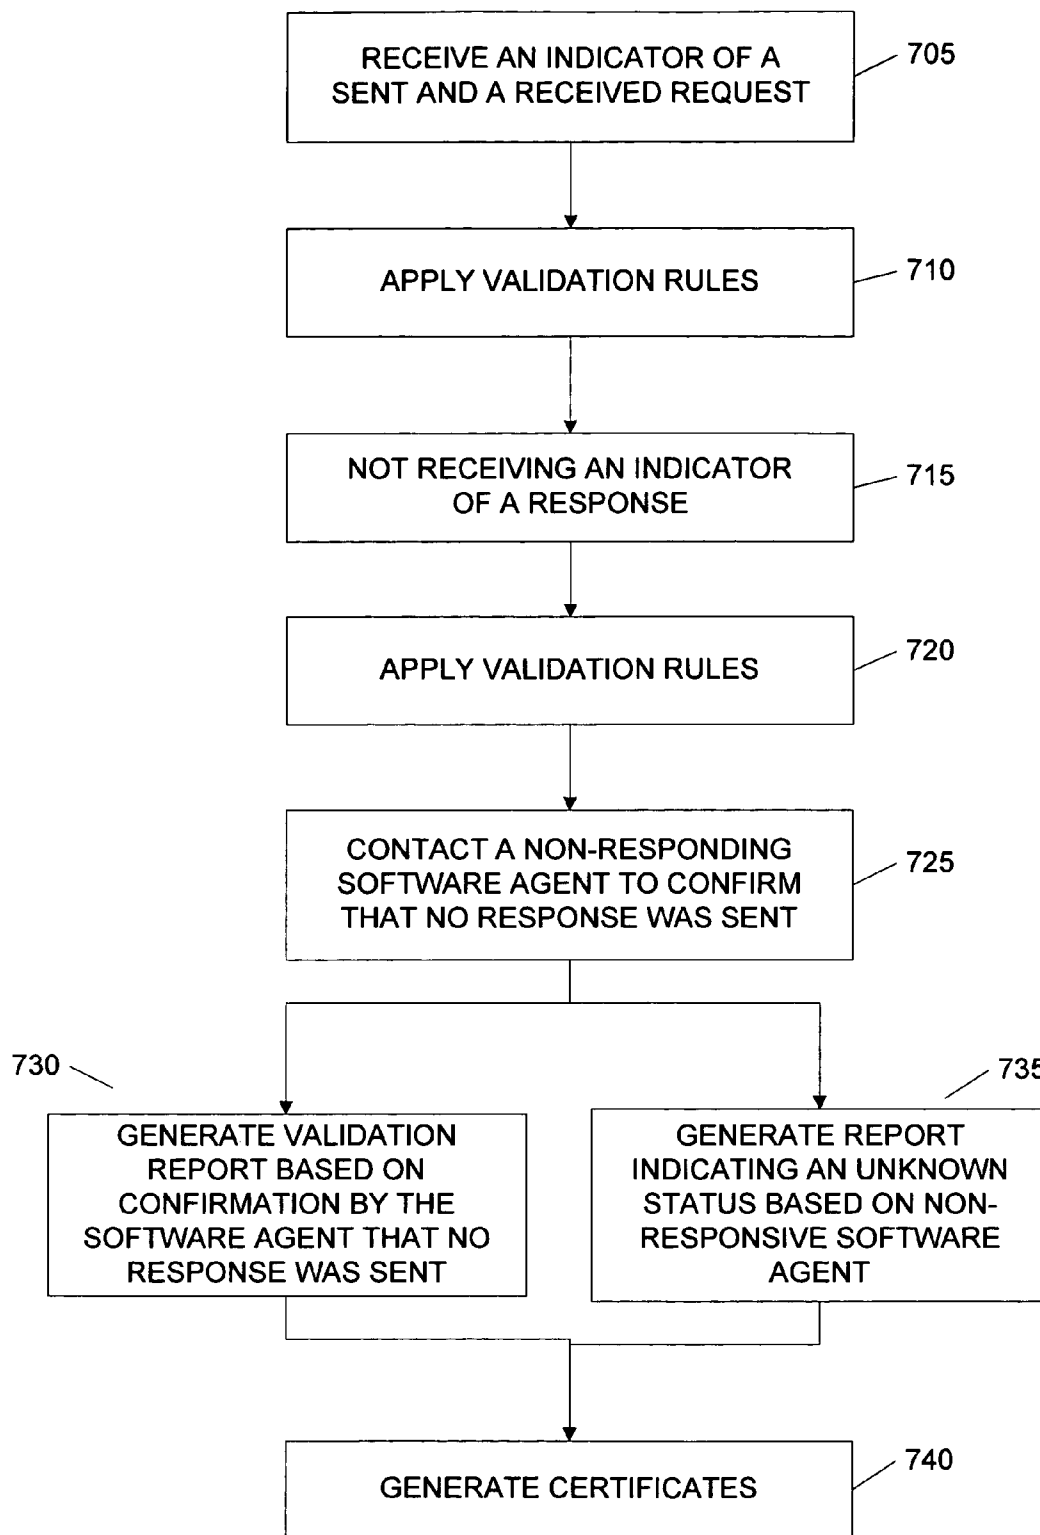 RECEIVE AN INDICATOR OF A
SENT AND A RECEIVED REQUEST
705
APPLY VALIDATION RULES
710
NOT RECEIVING AN INDICATOR
OF A RESPONSE
715
APPLY VALIDATION RULES
720
CONTACT A NON-RESPONDING
SOFTWARE AGENT TO CONFIRM
THAT NO RESPONSE WAS SENT
725
730
GENERATE VALIDATION
REPORT BASED ON
CONFIRMATION BY THE
SOFTWARE AGENT THAT NO
RESPONSE WAS SENT
735
GENERATE REPORT
INDICATING AN UNKNOWN
STATUS BASED ON NON-
RESPONSIVE SOFTWARE
AGENT
GENERATE CERTIFICATES
740